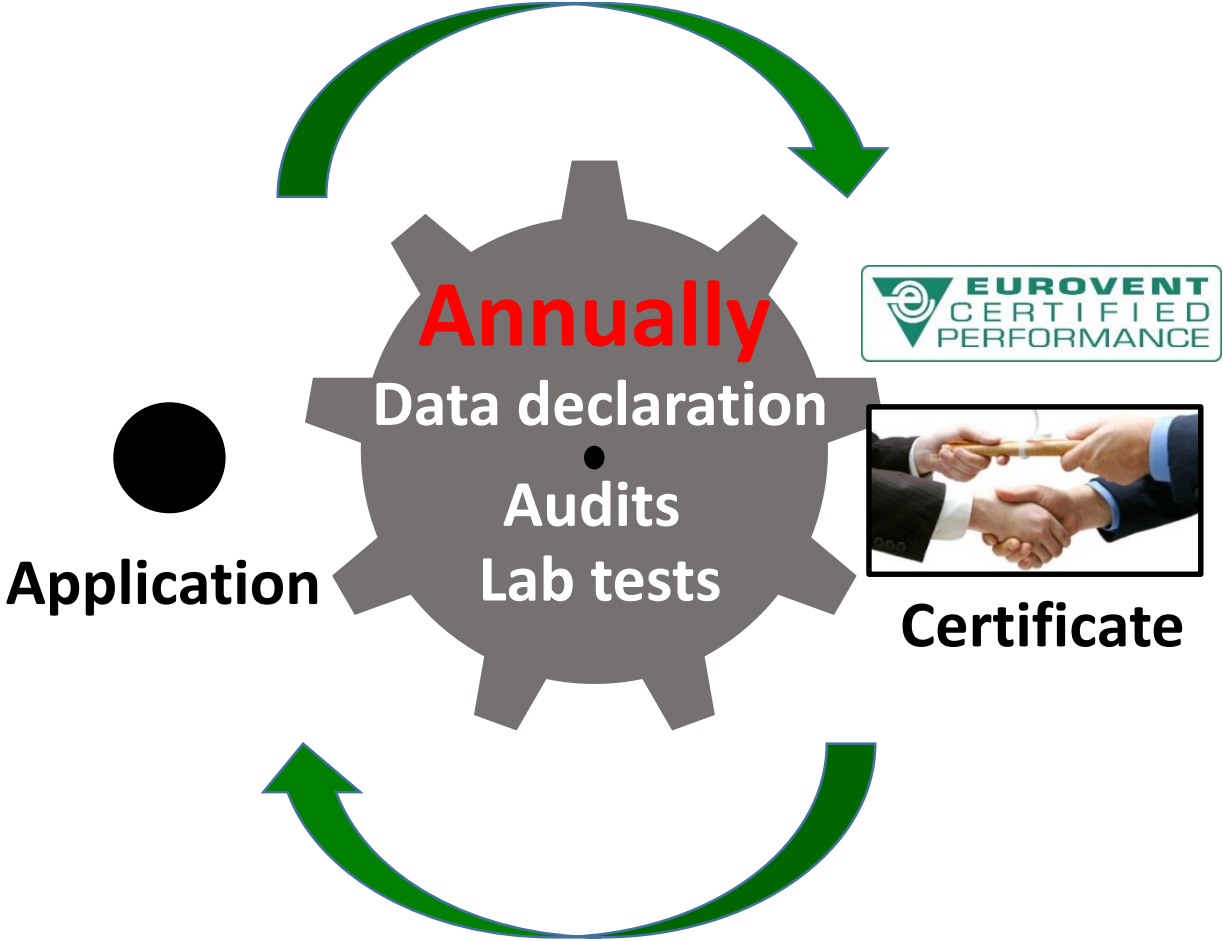 Annually
Data declaration
Audits
Lab tests
Application
EUROVENT
CERTIFIED
PERFORMANCE
Certificate